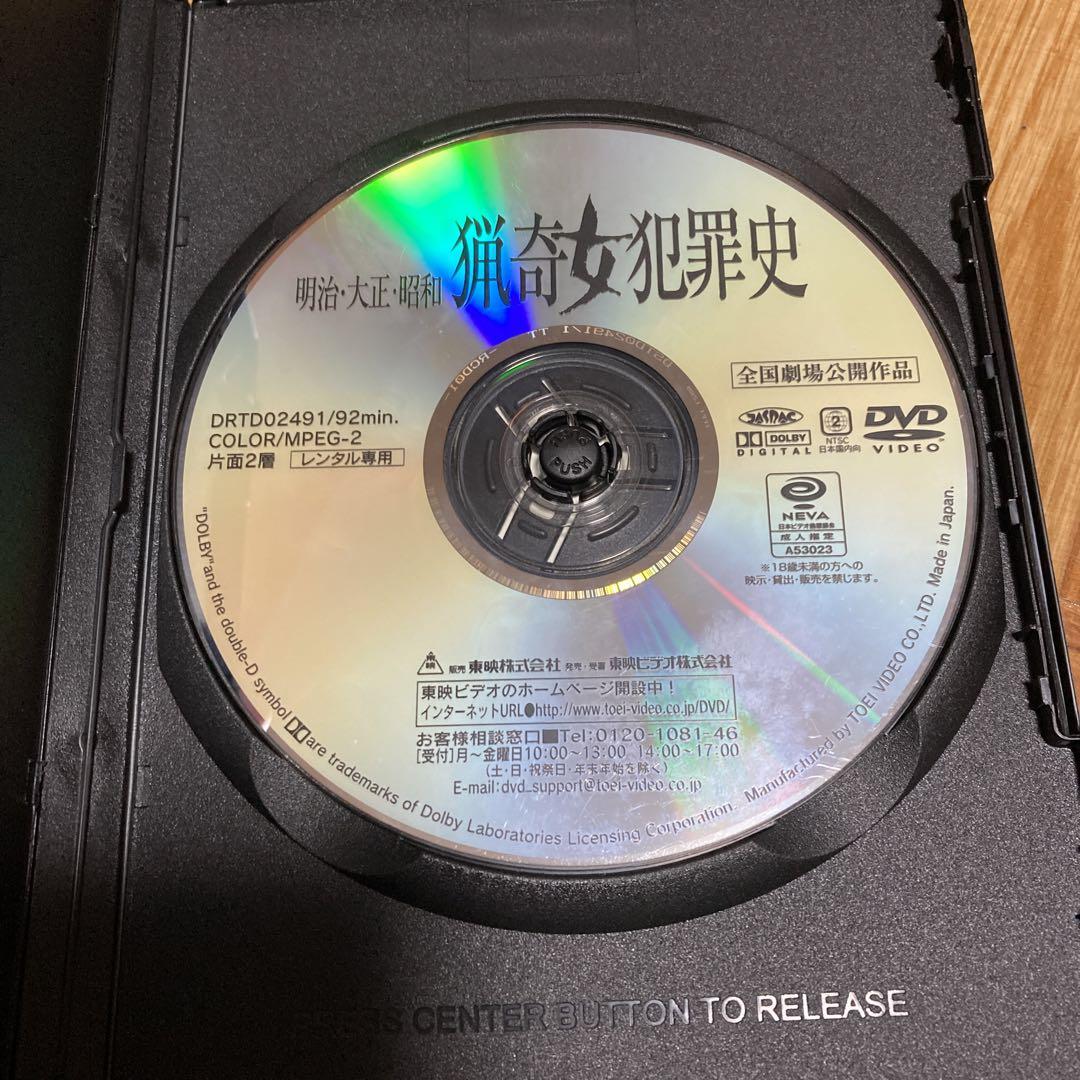 明治・大正・昭和 猟奇女犯罪史
全国劇場公開作品
DRTD02491/92min.
COLOR/MPEG-2
片面2層 レンタル専用
JASRAC
DOLBY
DIGITAL
2
NTSC
日本国内向
DVD
VIDEO
NEVA
成人指定
A53023
※18歳未満の方への
映示・貸出・販売を禁じます。
PUSH
東映
販売 東映株式会社 発売・受審 東映ビデオ株式会社
東映ビデオのホームページ開設中！
インターネットURL●http://www.toei-video.co.jp/DVD/
お客様相談窓口■Tel:0120-1081-46
[受付]月～金曜日10:00～13:00 14:00～17:00
(土・日・祝祭日・年末年始を除く)
E-mail:dvd_support@toei-video.co.jp
"DOLBY"and the double-D symbol are trademarks of Dolby Laboratories Licensing Corporation. Manufactured by TOEI VIDEO CO.,LTD. Made in Japan.
CENTER BUTTON TO RELEASE